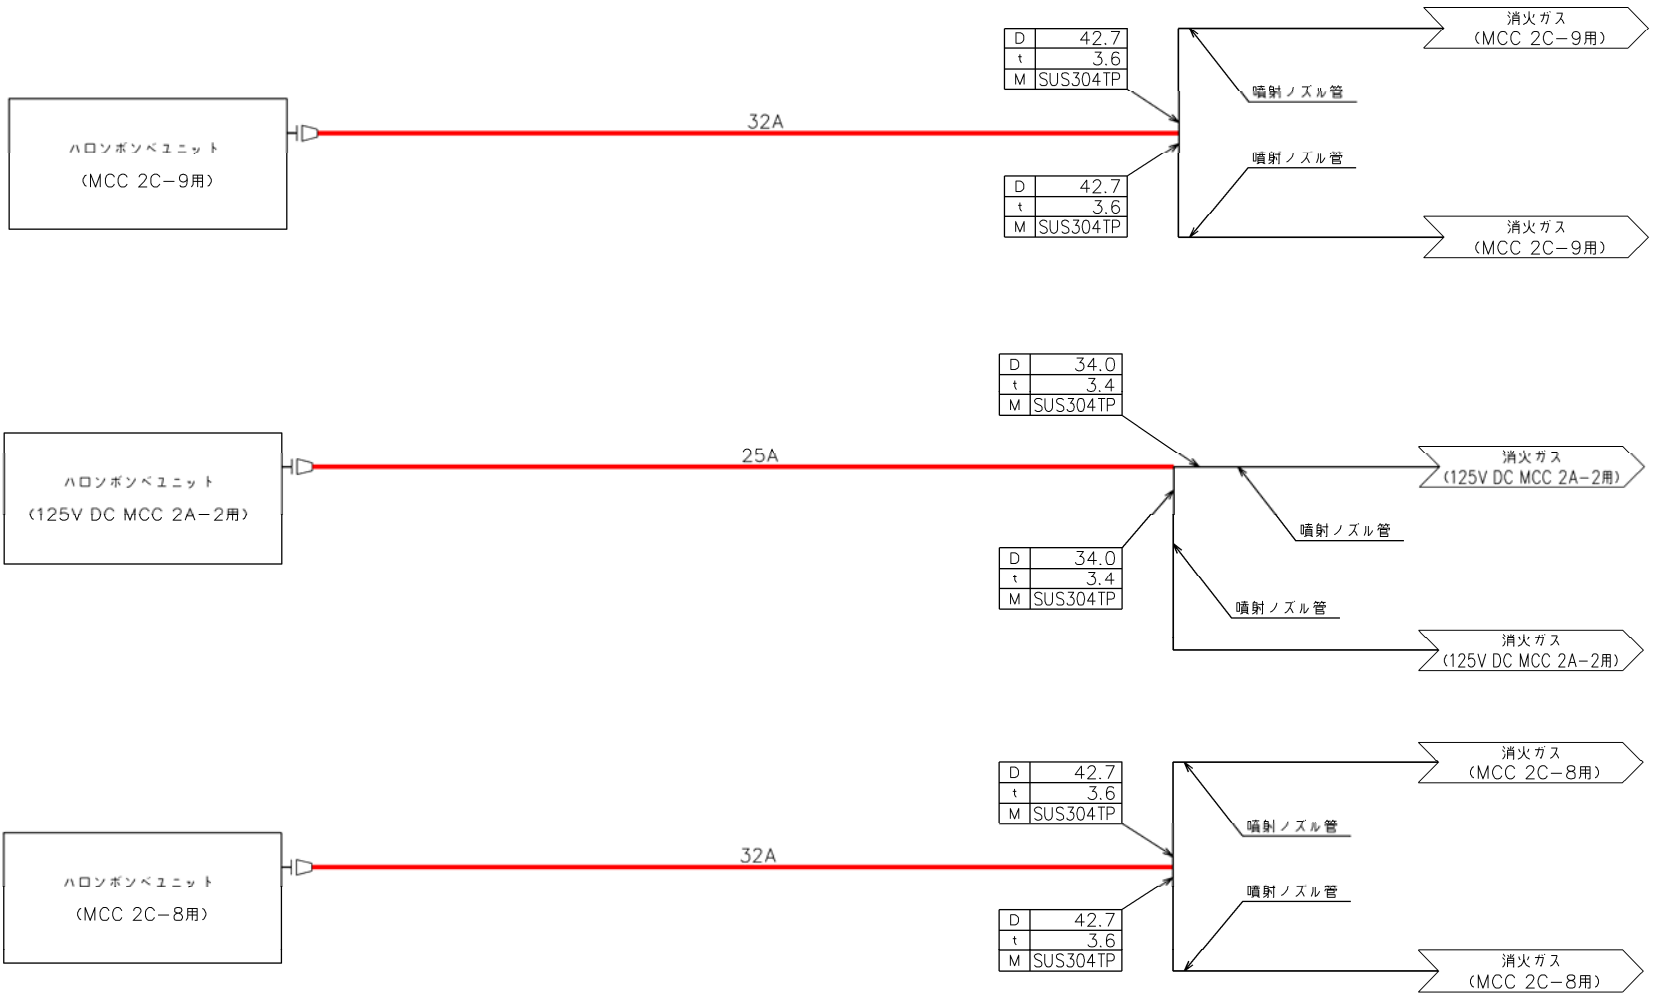 消火ガス
(MCC 2C-9用)
D 42.7
t 3.6
M SUS304TP
噴射ノズル管
32A
ハロンボンベユニット
(MCC 2C-9用)
噴射ノズル管
D 42.7
t 3.6
M SUS304TP
消火ガス
(MCC 2C-9用)
D 34.0
t 3.4
M SUS304TP
25A
消火ガス
(125V DC MCC 2A-2用)
ハロンボンベユニット
(125V DC MCC 2A-2用)
噴射ノズル管
D 34.0
t 3.4
M SUS304TP
噴射ノズル管
消火ガス
(125V DC MCC 2A-2用)
消火ガス
(MCC 2C-8用)
D 42.7
t 3.6
M SUS304TP
噴射ノズル管
32A
ハロンボンベユニット
(MCC 2C-8用)
噴射ノズル管
D 42.7
t 3.6
M SUS304TP
消火ガス
(MCC 2C-8用)